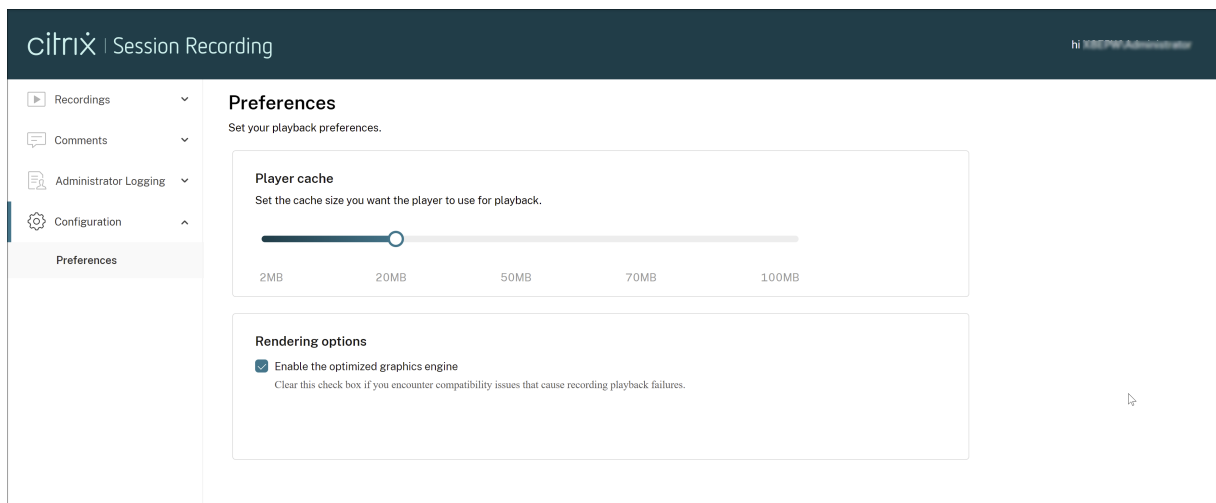 citrix | Session Recording
hi
Recordings
Comments
Administrator Logging
Configuration
Preferences
Preferences
Set your playback preferences.
Player cache
Set the cache size you want the player to use for playback.
2MB 20MB 50MB 70MB 100MB
Rendering options
Enable the optimized graphics engine
Clear this check box if you encounter compatibility issues that cause recording playback failures.